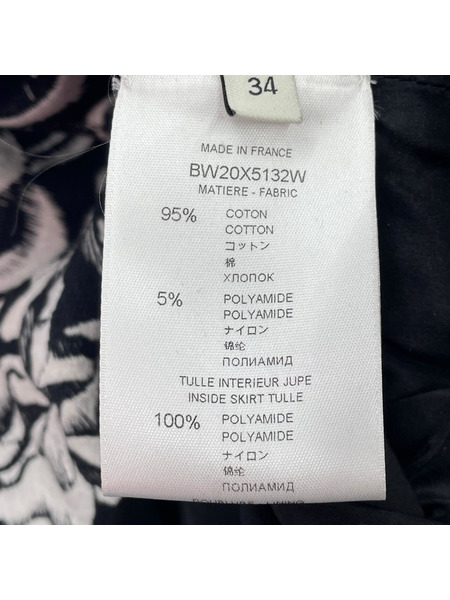 34
MADE IN FRANCE
BW20X5132W
MATIERE - FABRIC
95% COTON
COTTON
コットン
棉
ХЛОПОК
5% POLYAMIDE
POLYAMIDE
ナイロン
锦纶
ПОЛИАМИД
TULLE INTERIEUR JUPE
INSIDE SKIRT TULLE
100% POLYAMIDE
POLYAMIDE
ナイロン
锦纶
ПОЛИАМИД